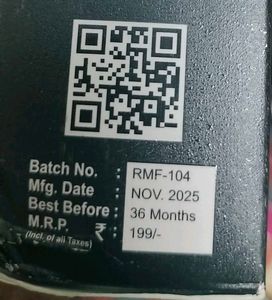 Batch No. : RMF-104
Mfg. Date : NOV. 2025
Best Before : 36 Months
M.R.P. ₹ : 199/-
(Incl. of all Taxes)